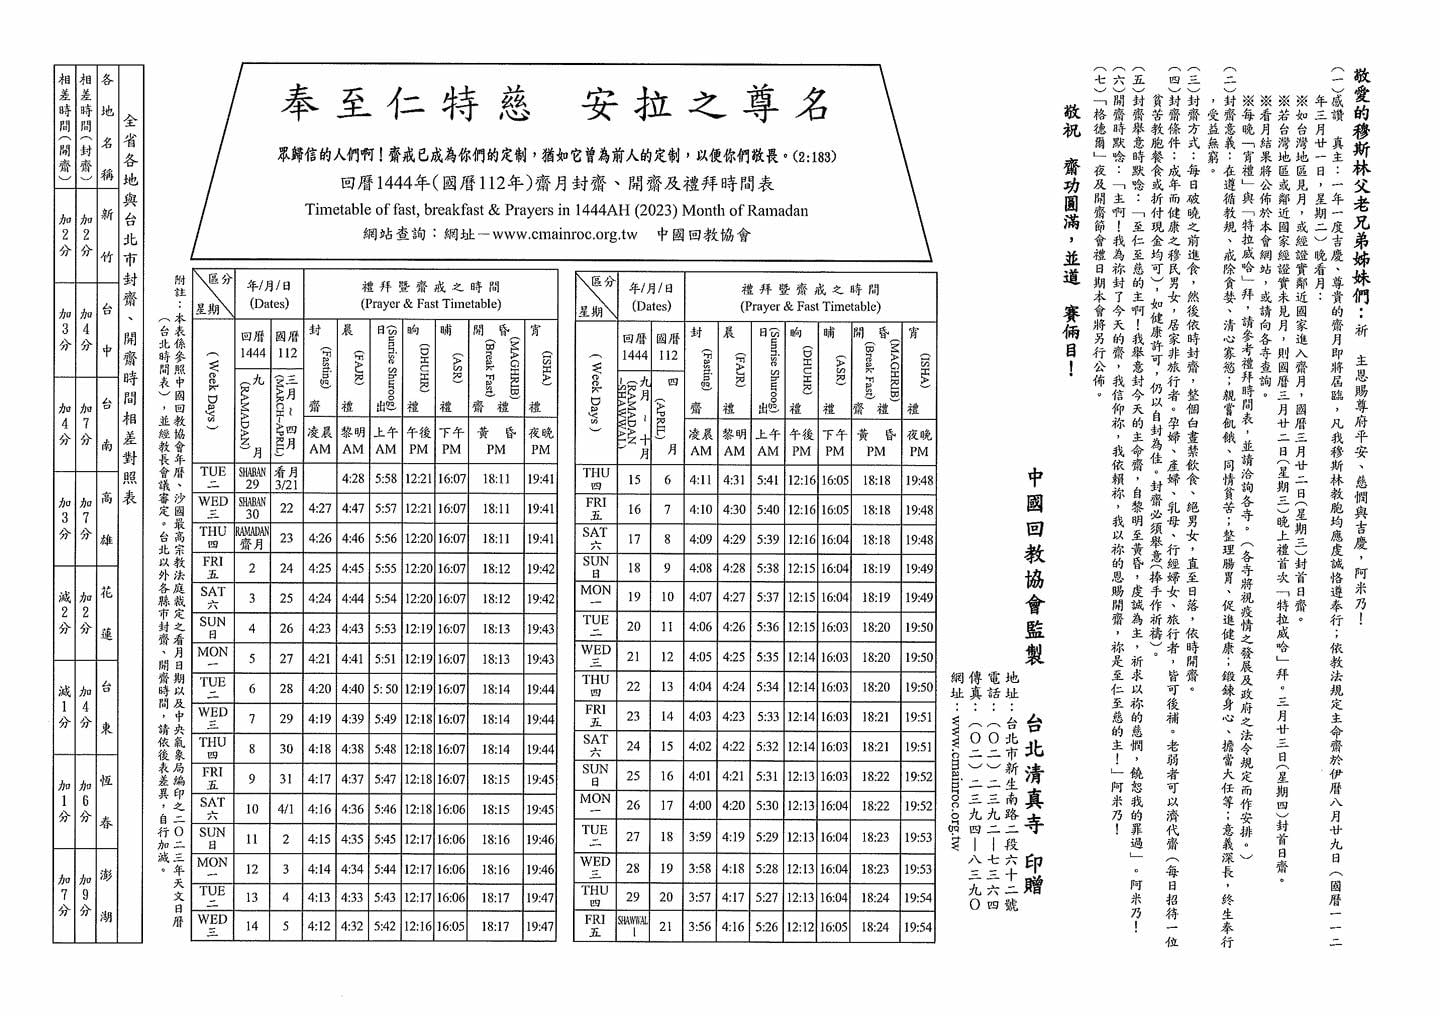 敬愛的穆斯林父老兄弟姊妹們：祈　主恩賜尊府平安、慈憫與吉慶，阿米乃！
（一）感讚　真主：一年一度吉慶、尊貴的齋月即將屆臨，凡我穆斯林教胞均應虔誠恪遵奉行；依教法規定主命齋於伊曆八月廿九日（國曆一一二
年三月廿一日，星期二）晚看月：
※如台灣地區見月，或經證實鄰近國家進入齋月，國曆三月廿二日（星期三）封首日齋。
※若台灣地區或鄰近國家經證實未見月，則國曆三月廿二日（星期三）晚上禮首次「特拉威哈」拜。三月廿三日（星期四）封首日齋。
※看月結果將公佈於本會網站，或請向各寺查詢。
※每晚「宵禮」與「特拉威哈」拜，請參考禮拜時間表，並請洽詢各寺。（各寺將視疫情之發展及政府之法令規定而作安排。）
（二）封齋意義：在遵循教規、戒除貪婪、清心寡慾；親嘗飢餓、同情貧苦；整理腸胃、促進健康；鍛鍊身心、擔當大任等；意義深長，終生奉行
，受益無窮。
（三）封齋方式：每日破曉之前進食，然後依時封齋，整個白晝禁飲食、絕男女，直至日落，依時開齋。
（四）封齋條件：成年而健康之穆民男女，居家非旅行者。孕婦、產婦、乳母、行經婦女、旅行者，皆可後補。老弱者可以濟代齋（每日招待一位
貧苦教胞餐食或折付現金均可），如健康許可，仍以自封為佳。封齋必須舉意（捧手作祈禱）。
（五）封齋舉意時默唸：「至仁至慈的主啊！我舉意封今天的主命齋，自黎明至黃昏，虔誠為主，祈求以祢的慈憫，饒恕我的罪過」。阿米乃！
（六）開齋時默唸：「主啊！我為祢封了今天的齋，我信仰祢，我依賴祢，我以祢的恩賜開齋，祢是至仁至慈的主！」阿米乃！
（七）「格德爾」夜及開齋節會禮日期本會將另行公佈。
敬祝　齋功圓滿，並道　賽倆目！
中國回教協會監製　台北清真寺　印贈
地址：台北市新生南路二段六十二號
電話：（〇二）二三九二—七三六四
傳真：（〇二）二三九四—八三九〇
網址：www.cmainroc.org.tw
奉至仁特慈　安拉之尊名
眾歸信的人們啊！齋戒已成為你們的定制，猶如它曾為前人的定制，以便你們敬畏。(2:183)
回曆1444年(國曆112年)齋月封齋、開齋及禮拜時間表
Timetable of fast, breakfast & Prayers in 1444AH (2023) Month of Ramadan
網站查詢：網址－www.cmainroc.org.tw　中國回教協會
區分 年/月/日 (Dates) 禮拜暨齋戒之時間 (Prayer & Fast Timetable)
星期 (Week Days) 回曆1444 九月(RAMADAN) 國曆112 三月～四月(MARCH~APRIL) 封齋(Fasting) 晨禮(FAJR) 日出(Sunrise Shuroog) 晌禮(DHUHR) 晡禮(ASR) 開齋(Break Fast) 昏禮(MAGHRIB) 宵禮(ISHA)
凌晨AM 黎明AM 上午AM 午後PM 下午PM 黃昏PM 夜晚PM
TUE 二 SHABAN 29 看月3/21 4:28 5:58 12:21 16:07 18:11 19:41
WED 三 SHABAN 30 22 4:27 4:47 5:57 12:21 16:07 18:11 19:41
THU 四 RAMADAN 齋月 23 4:26 4:46 5:56 12:20 16:07 18:11 19:41
FRI 五 2 24 4:25 4:45 5:55 12:20 16:07 18:12 19:42
SAT 六 3 25 4:24 4:44 5:54 12:20 16:07 18:12 19:42
SUN 日 4 26 4:23 4:43 5:53 12:19 16:07 18:13 19:43
MON 一 5 27 4:21 4:41 5:51 12:19 16:07 18:13 19:43
TUE 二 6 28 4:20 4:40 5:50 12:19 16:07 18:14 19:44
WED 三 7 29 4:19 4:39 5:49 12:18 16:07 18:14 19:44
THU 四 8 30 4:18 4:38 5:48 12:18 16:07 18:14 19:44
FRI 五 9 31 4:17 4:37 5:47 12:18 16:07 18:15 19:45
SAT 六 10 4/1 4:16 4:36 5:46 12:18 16:06 18:15 19:45
SUN 日 11 2 4:15 4:35 5:45 12:17 16:06 18:16 19:46
MON 一 12 3 4:14 4:34 5:44 12:17 16:06 18:16 19:46
TUE 二 13 4 4:13 4:33 5:43 12:17 16:06 18:17 19:47
WED 三 14 5 4:12 4:32 5:42 12:16 16:05 18:17 19:47
區分 年/月/日 (Dates) 禮拜暨齋戒之時間 (Prayer & Fast Timetable)
星期 (Week Days) 回曆1444 九月～十月(RAMADAN~SHAWWAL) 國曆112 四月(APRIL) 封齋(Fasting) 晨禮(FAJR) 日出(Sunrise Shuroog) 晌禮(DHUHR) 晡禮(ASR) 開齋(Break Fast) 昏禮(MAGHRIB) 宵禮(ISHA)
凌晨AM 黎明AM 上午AM 午後PM 下午PM 黃昏PM 夜晚PM
THU 四 15 6 4:11 4:31 5:41 12:16 16:05 18:18 19:48
FRI 五 16 7 4:10 4:30 5:40 12:16 16:05 18:18 19:48
SAT 六 17 8 4:09 4:29 5:39 12:16 16:04 18:18 19:48
SUN 日 18 9 4:08 4:28 5:38 12:15 16:04 18:19 19:49
MON 一 19 10 4:07 4:27 5:37 12:15 16:04 18:19 19:49
TUE 二 20 11 4:06 4:26 5:36 12:15 16:04 18:20 19:50
WED 三 21 12 4:05 4:25 5:35 12:14 16:03 18:20 19:50
THU 四 22 13 4:04 4:24 5:34 12:14 16:03 18:20 19:50
FRI 五 23 14 4:03 4:23 5:33 12:14 16:03 18:21 19:51
SAT 六 24 15 4:02 4:22 5:32 12:14 16:03 18:21 19:51
SUN 日 25 16 4:01 4:21 5:31 12:13 16:03 18:22 19:52
MON 一 26 17 4:00 4:20 5:30 12:13 16:04 18:22 19:52
TUE 二 27 18 3:59 4:19 5:29 12:13 16:04 18:23 19:53
WED 三 28 19 3:58 4:18 5:28 12:13 16:04 18:23 19:53
THU 四 29 20 3:57 4:17 5:27 12:13 16:04 18:24 19:54
FRI 五 SHAWWAL 1 21 3:56 4:16 5:26 12:12 16:05 18:24 19:54
附註：本表係參照中國回教協會年曆、沙國最高宗教法庭裁定之看月日期以及中央氣象局編印之二〇二三年天文日曆
（台北時間表），並經教長會議審定。台北以外各縣市封齋、開齋時間，請依後表差異，自行加減。
全省各地與台北市封齋、開齋時間相差對照表
各地名稱 新竹 台中 台南 高雄 花蓮 台東 恆春 澎湖
相差時間（封齋） 加2分 加4分 加7分 加7分 加2分 加4分 加6分 加9分
相差時間（開齋） 加2分 加3分 加4分 加3分 減2分 減1分 加1分 加7分